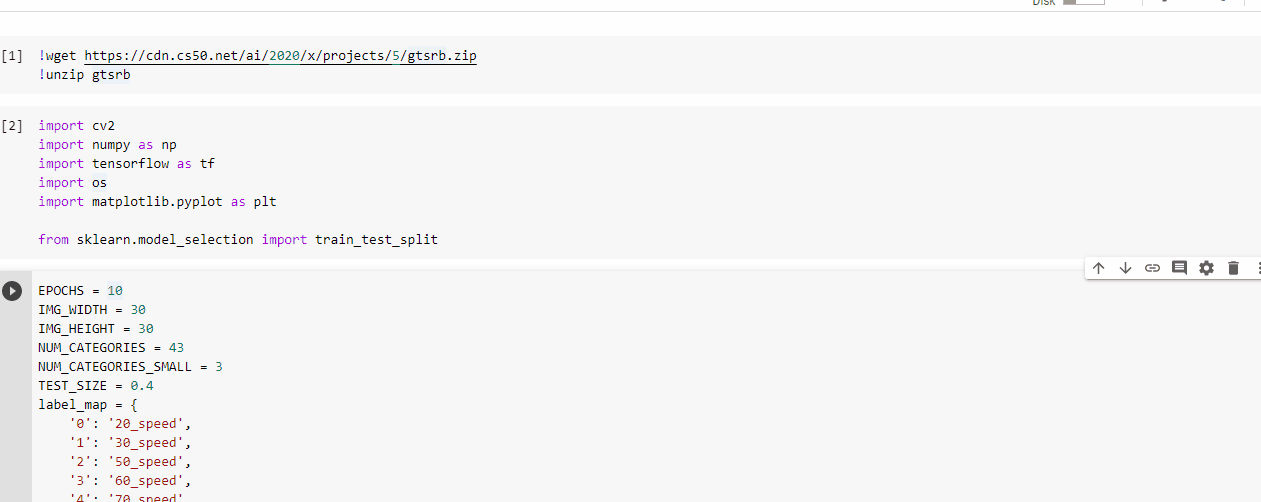 Disk
[1] !wget https://cdn.cs50.net/ai/2020/x/projects/5/gtsrb.zip
!unzip gtsrb
[2] import cv2
import numpy as np
import tensorflow as tf
import os
import matplotlib.pyplot as plt
from sklearn.model_selection import train_test_split
EPOCHS = 10
IMG_WIDTH = 30
IMG_HEIGHT = 30
NUM_CATEGORIES = 43
NUM_CATEGORIES_SMALL = 3
TEST_SIZE = 0.4
label_map = {
'0': '20_speed',
'1': '30_speed',
'2': '50_speed',
'3': '60_speed',
'4': '70_speed'